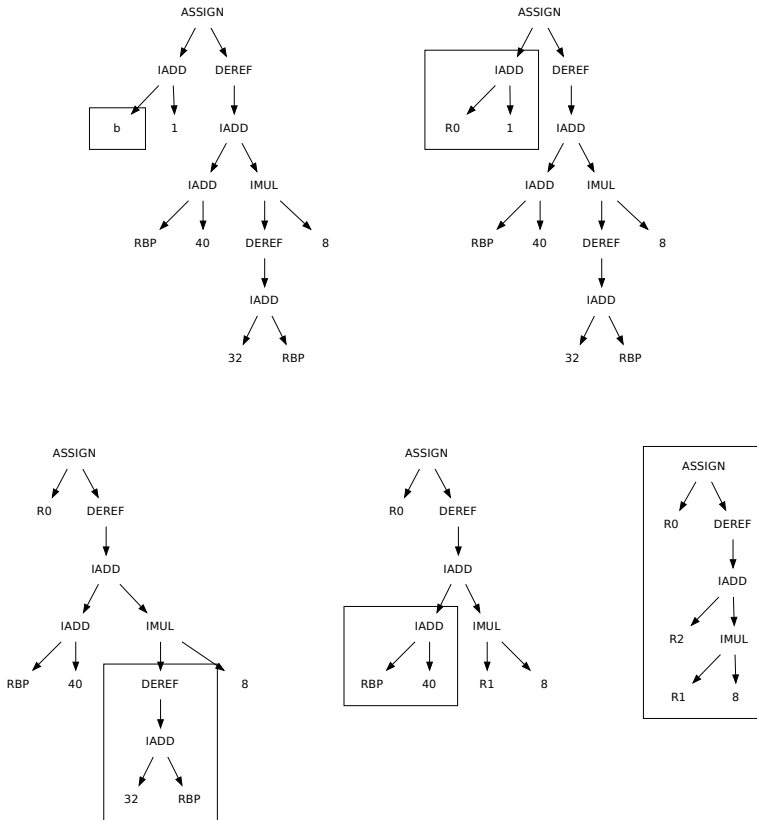 ASSIGN
IADD DEREF
b 1 IADD
IADD IMUL
RBP 40 DEREF 8
IADD
32 RBP
ASSIGN
IADD DEREF
R0 1 IADD
IADD IMUL
RBP 40 DEREF 8
IADD
32 RBP
ASSIGN
R0 DEREF
IADD
IADD IMUL
RBP 40 DEREF 8
IADD
32 RBP
ASSIGN
R0 DEREF
IADD
IADD IMUL
RBP 40 R1 8
ASSIGN
R0 DEREF
IADD
R2 IMUL
R1 8